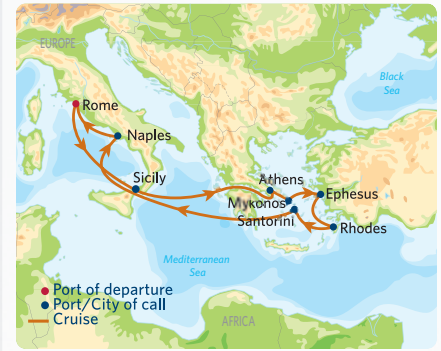 EUROPE
Black
Sea
Rome
Naples
Sicily
Athens
Mykonos
Ephesus
Santorini
Rhodes
Mediterranean
Sea
AFRICA
Port of departure
Port/City of call
Cruise